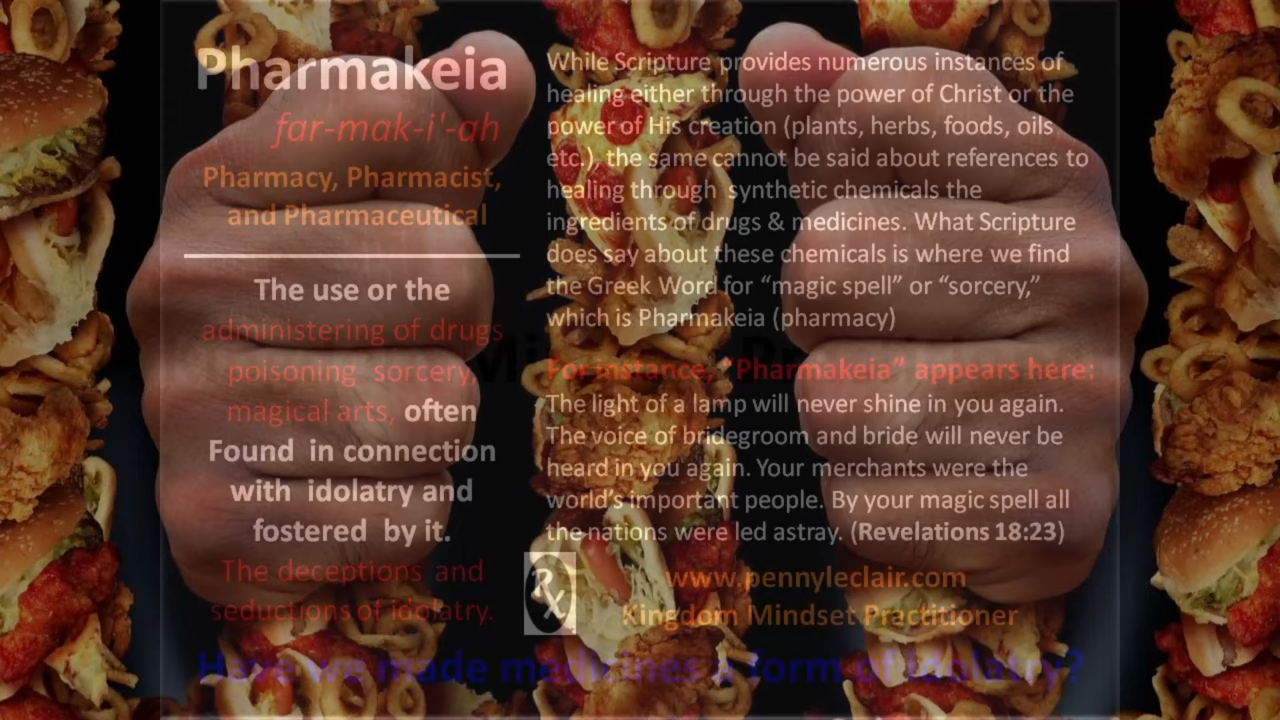 Pharmakeia
far-mak-i'-ah
Pharmacy, Pharmacist,
and Pharmaceutical
The use or the
administering of drugs
poisoning sorcery,
magical arts, often
Found in connection
with idolatry and
fostered by it.
The deceptions and
seductions of idolatry.
While Scripture provides numerous instances of
healing either through the power of Christ or the
power of His creation (plants, herbs, foods, oils
etc.), the same cannot be said about references to
healing through synthetic chemicals the
ingredients of drugs & medicines. What Scripture
does say about these chemicals is where we find
the Greek Word for “magic spell” or “sorcery,”
which is Pharmakeia (pharmacy)
For instance, “Pharmakeia” appears here:
The light of a lamp will never shine in you again.
The voice of bridegroom and bride will never be
heard in you again. Your merchants were the
world’s important people. By your magic spell all
the nations were led astray. (Revelations 18:23)
Rx
www.pennyleclair.com
Kingdom Mindset Practitioner
Have we made medicines a form of idolatry?